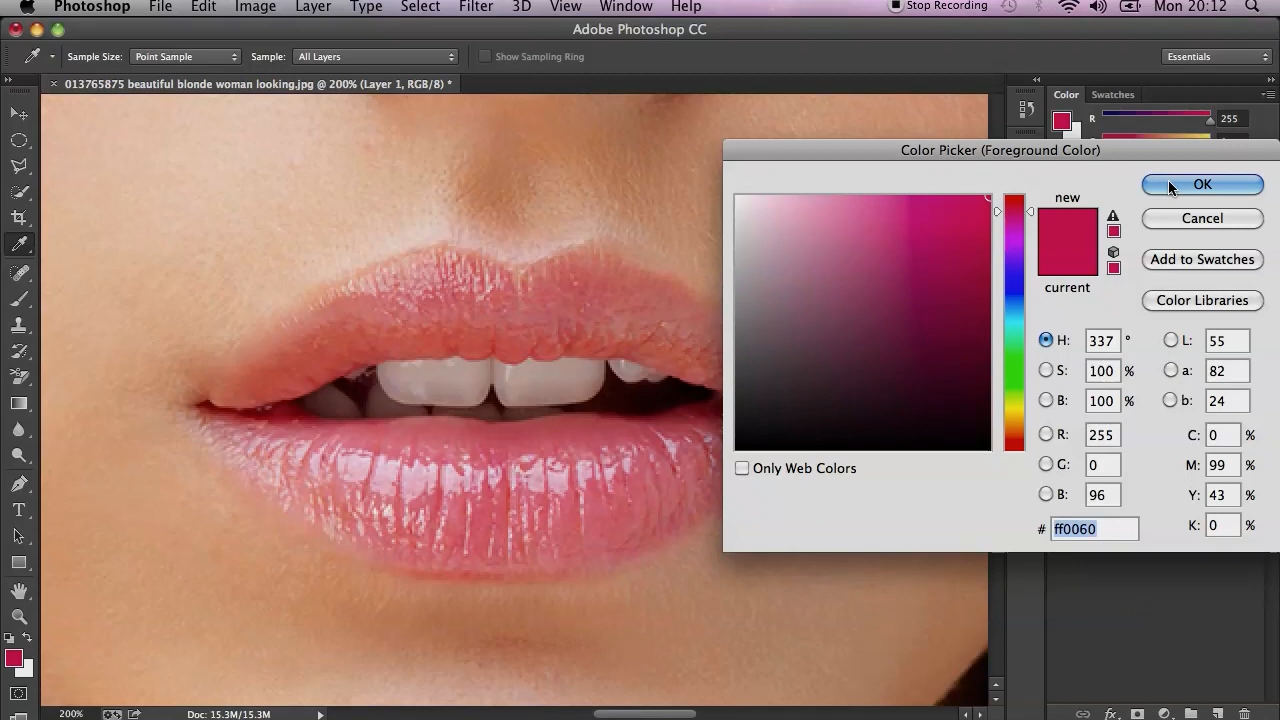 Photoshop File Edit Image Layer Type Select Filter 3D View Window Help Stop Recording Mon 20:12
Adobe Photoshop CC
Sample Size: Point Sample Sample: All Layers Show Sampling Ring Essentials
× 013765875 beautiful blonde woman looking.jpg @ 200% (Layer 1, RGB/8) *
Color Swatches
R 255
Color Picker (Foreground Color)
OK
new
Cancel
Add to Swatches
current
Color Libraries
H: 337 ° L: 55
S: 100 % a: 82
B: 100 % b: 24
R: 255 C: 0 %
G: 0 M: 99 %
Only Web Colors
B: 96 Y: 43 %
# ff0060 K: 0 %
200% Doc: 15.3M/15.3M fx